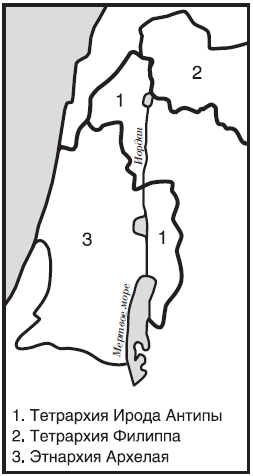 2
1
Иордан
3
1
Мертвое море
1. Тетрархия Ирода Антипы
2. Тетрархия Филиппа
3. Этнархия Архелая